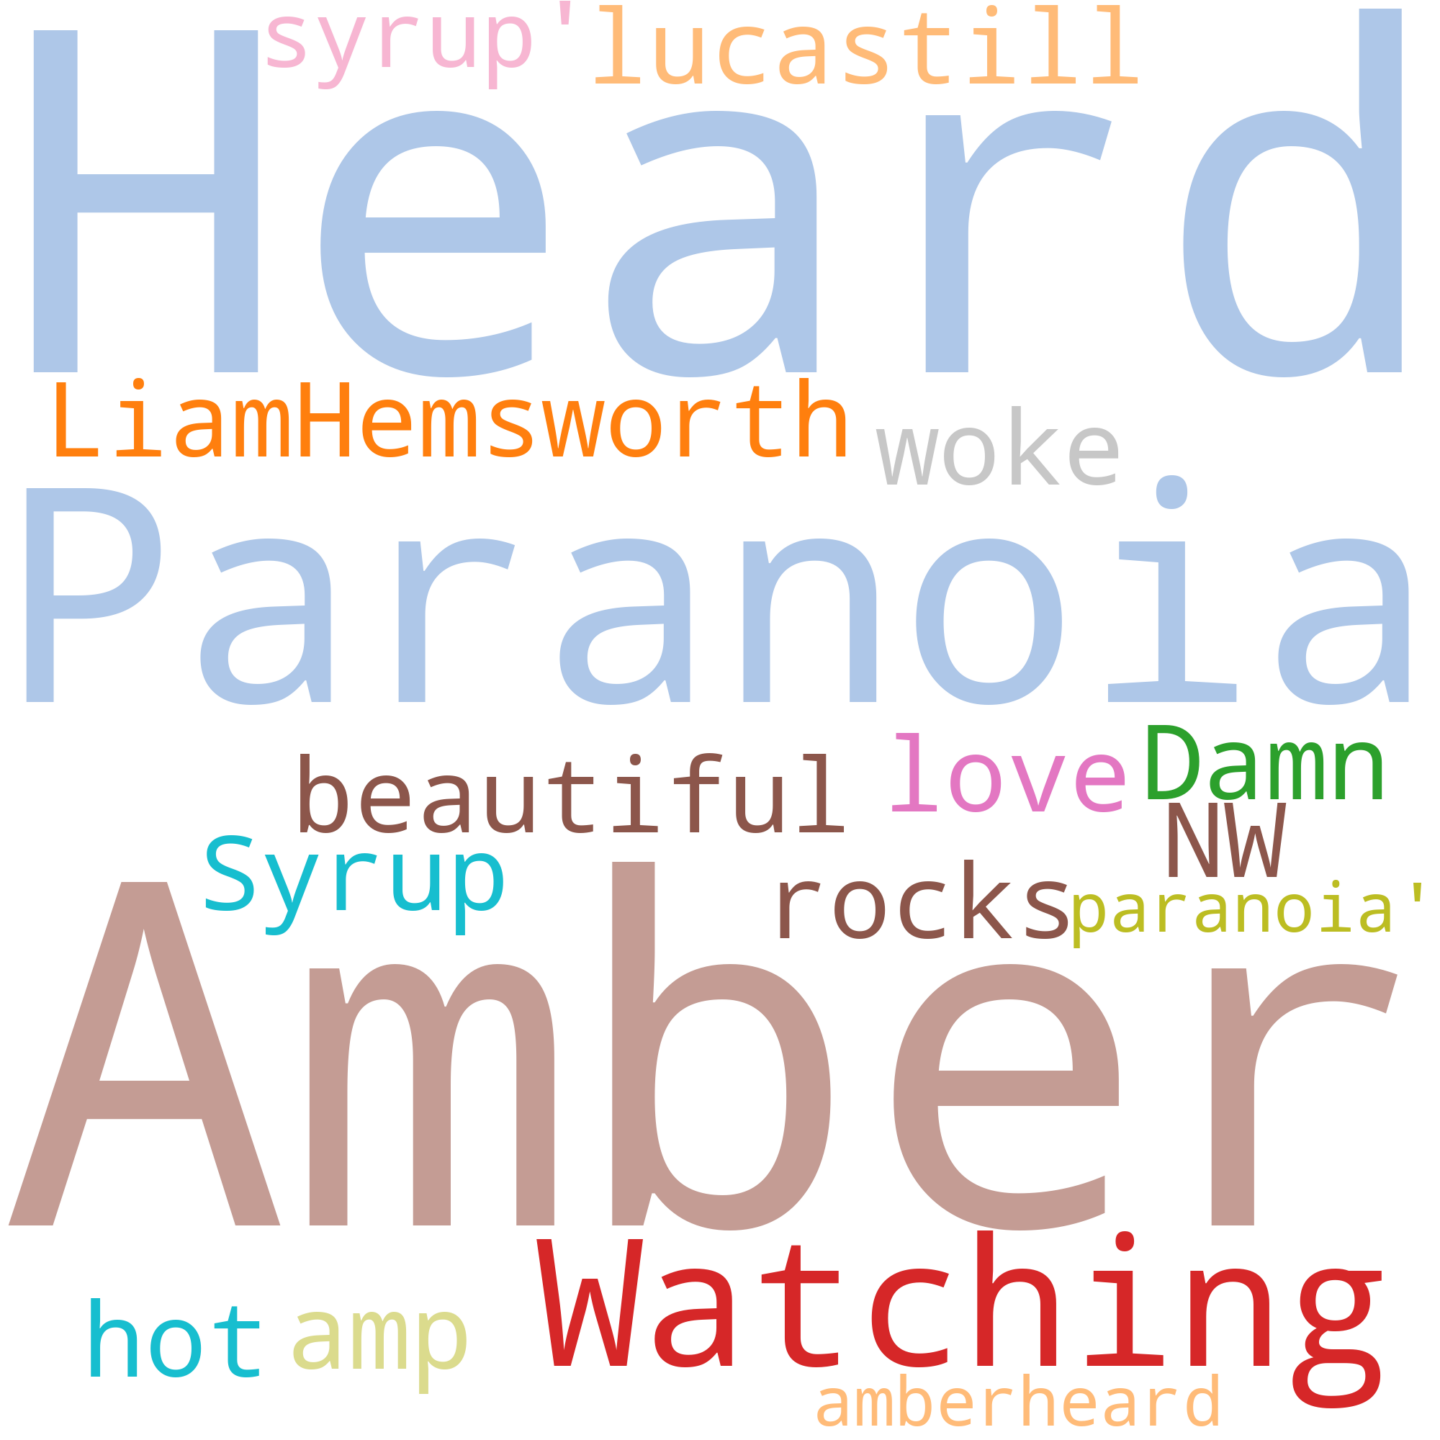 syrup' lucastill
Heard
LiamHemsworth woke
Paranoia
beautiful love Damn
NW
Syrup rocks paranoia'
Amber
Watching
hot amp
amberheard